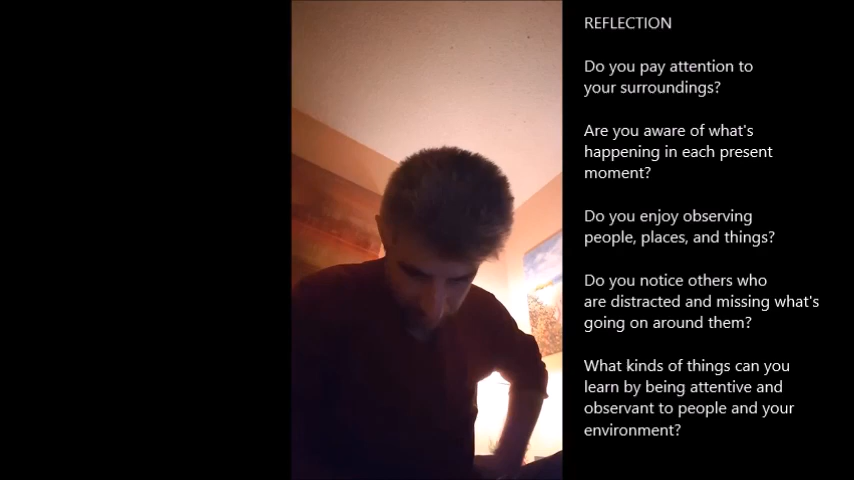 REFLECTION
Do you pay attention to
your surroundings?
Are you aware of what's
happening in each present
moment?
Do you enjoy observing
people, places, and things?
Do you notice others who
are distracted and missing what's
going on around them?
What kinds of things can you
learn by being attentive and
observant to people and your
environment?